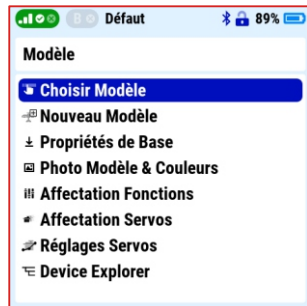 B Défaut 89%
Modèle
Choisir Modèle
Nouveau Modèle
Propriétés de Base
Photo Modèle & Couleurs
Affectation Fonctions
Affectation Servos
Réglages Servos
Device Explorer